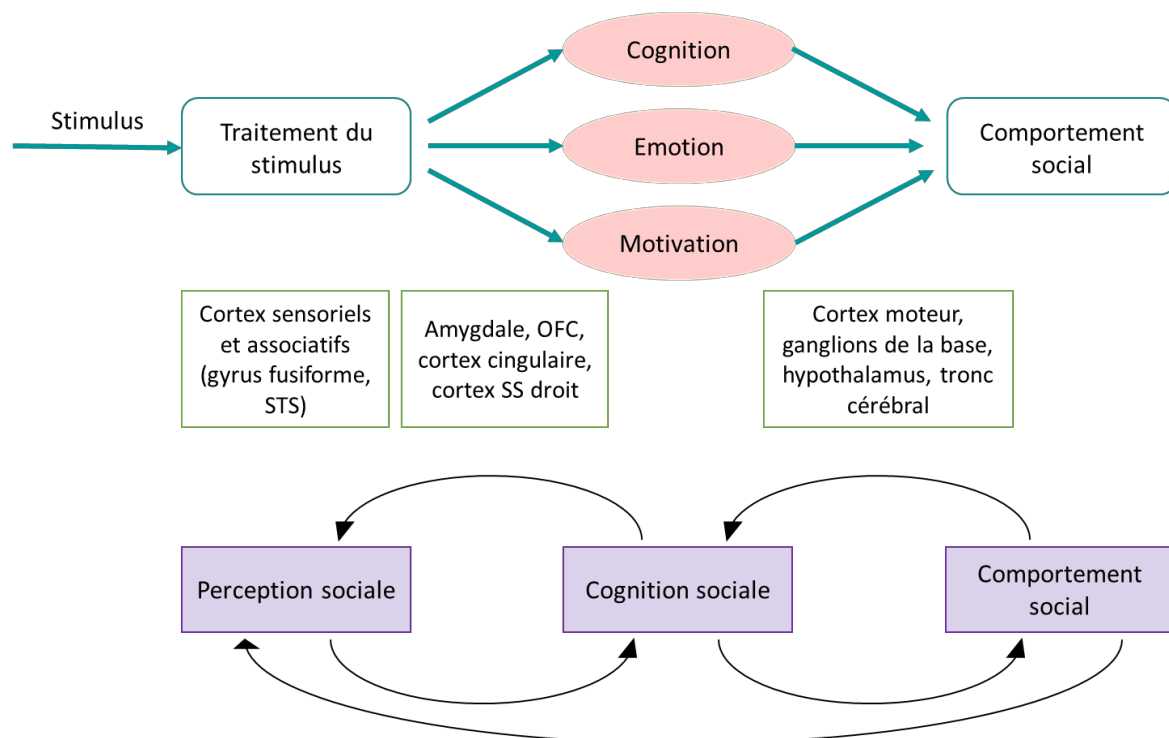 Stimulus
Traitement du
stimulus
Cognition
Emotion
Motivation
Comportement
social
Cortex sensoriels
et associatifs
(gyrus fusiforme,
STS)
Amygdale, OFC,
cortex cingulaire,
cortex SS droit
Cortex moteur,
ganglions de la base,
hypothalamus, tronc
cérébral
Perception sociale
Cognition sociale
Comportement
social